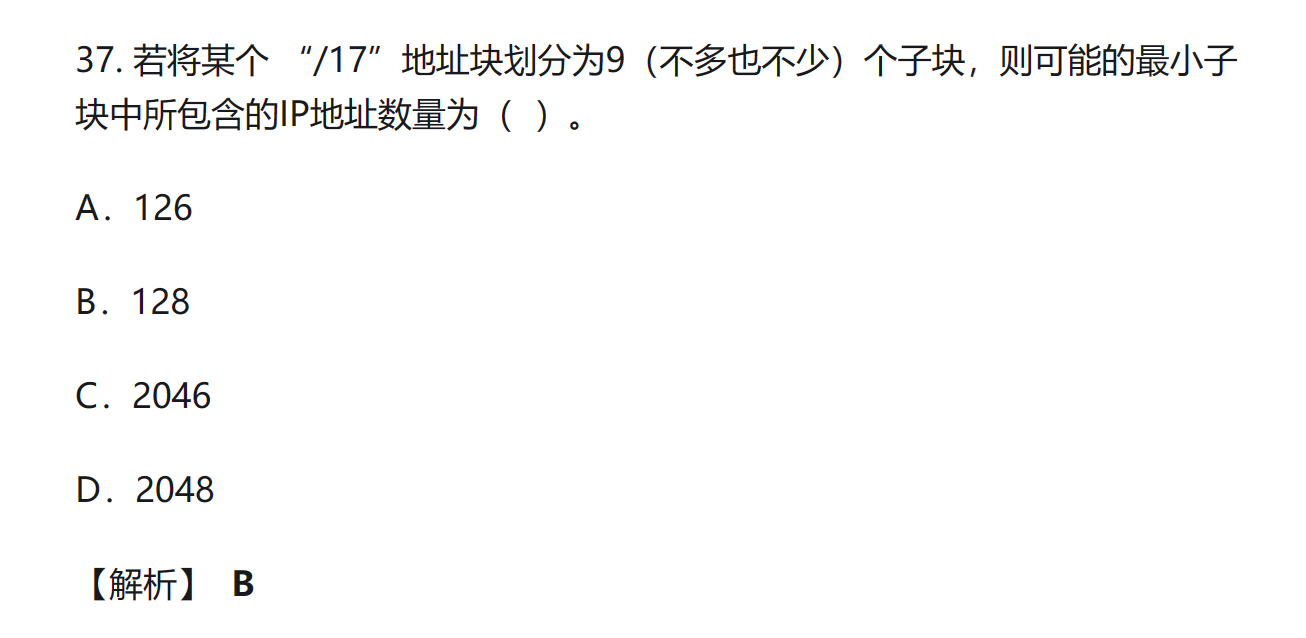 37. 若将某个 “/17”地址块划分为9（不多也不少）个子块，则可能的最小子
块中所包含的IP地址数量为（ ）。
A．126
B．128
C．2046
D．2048
【解析】 B